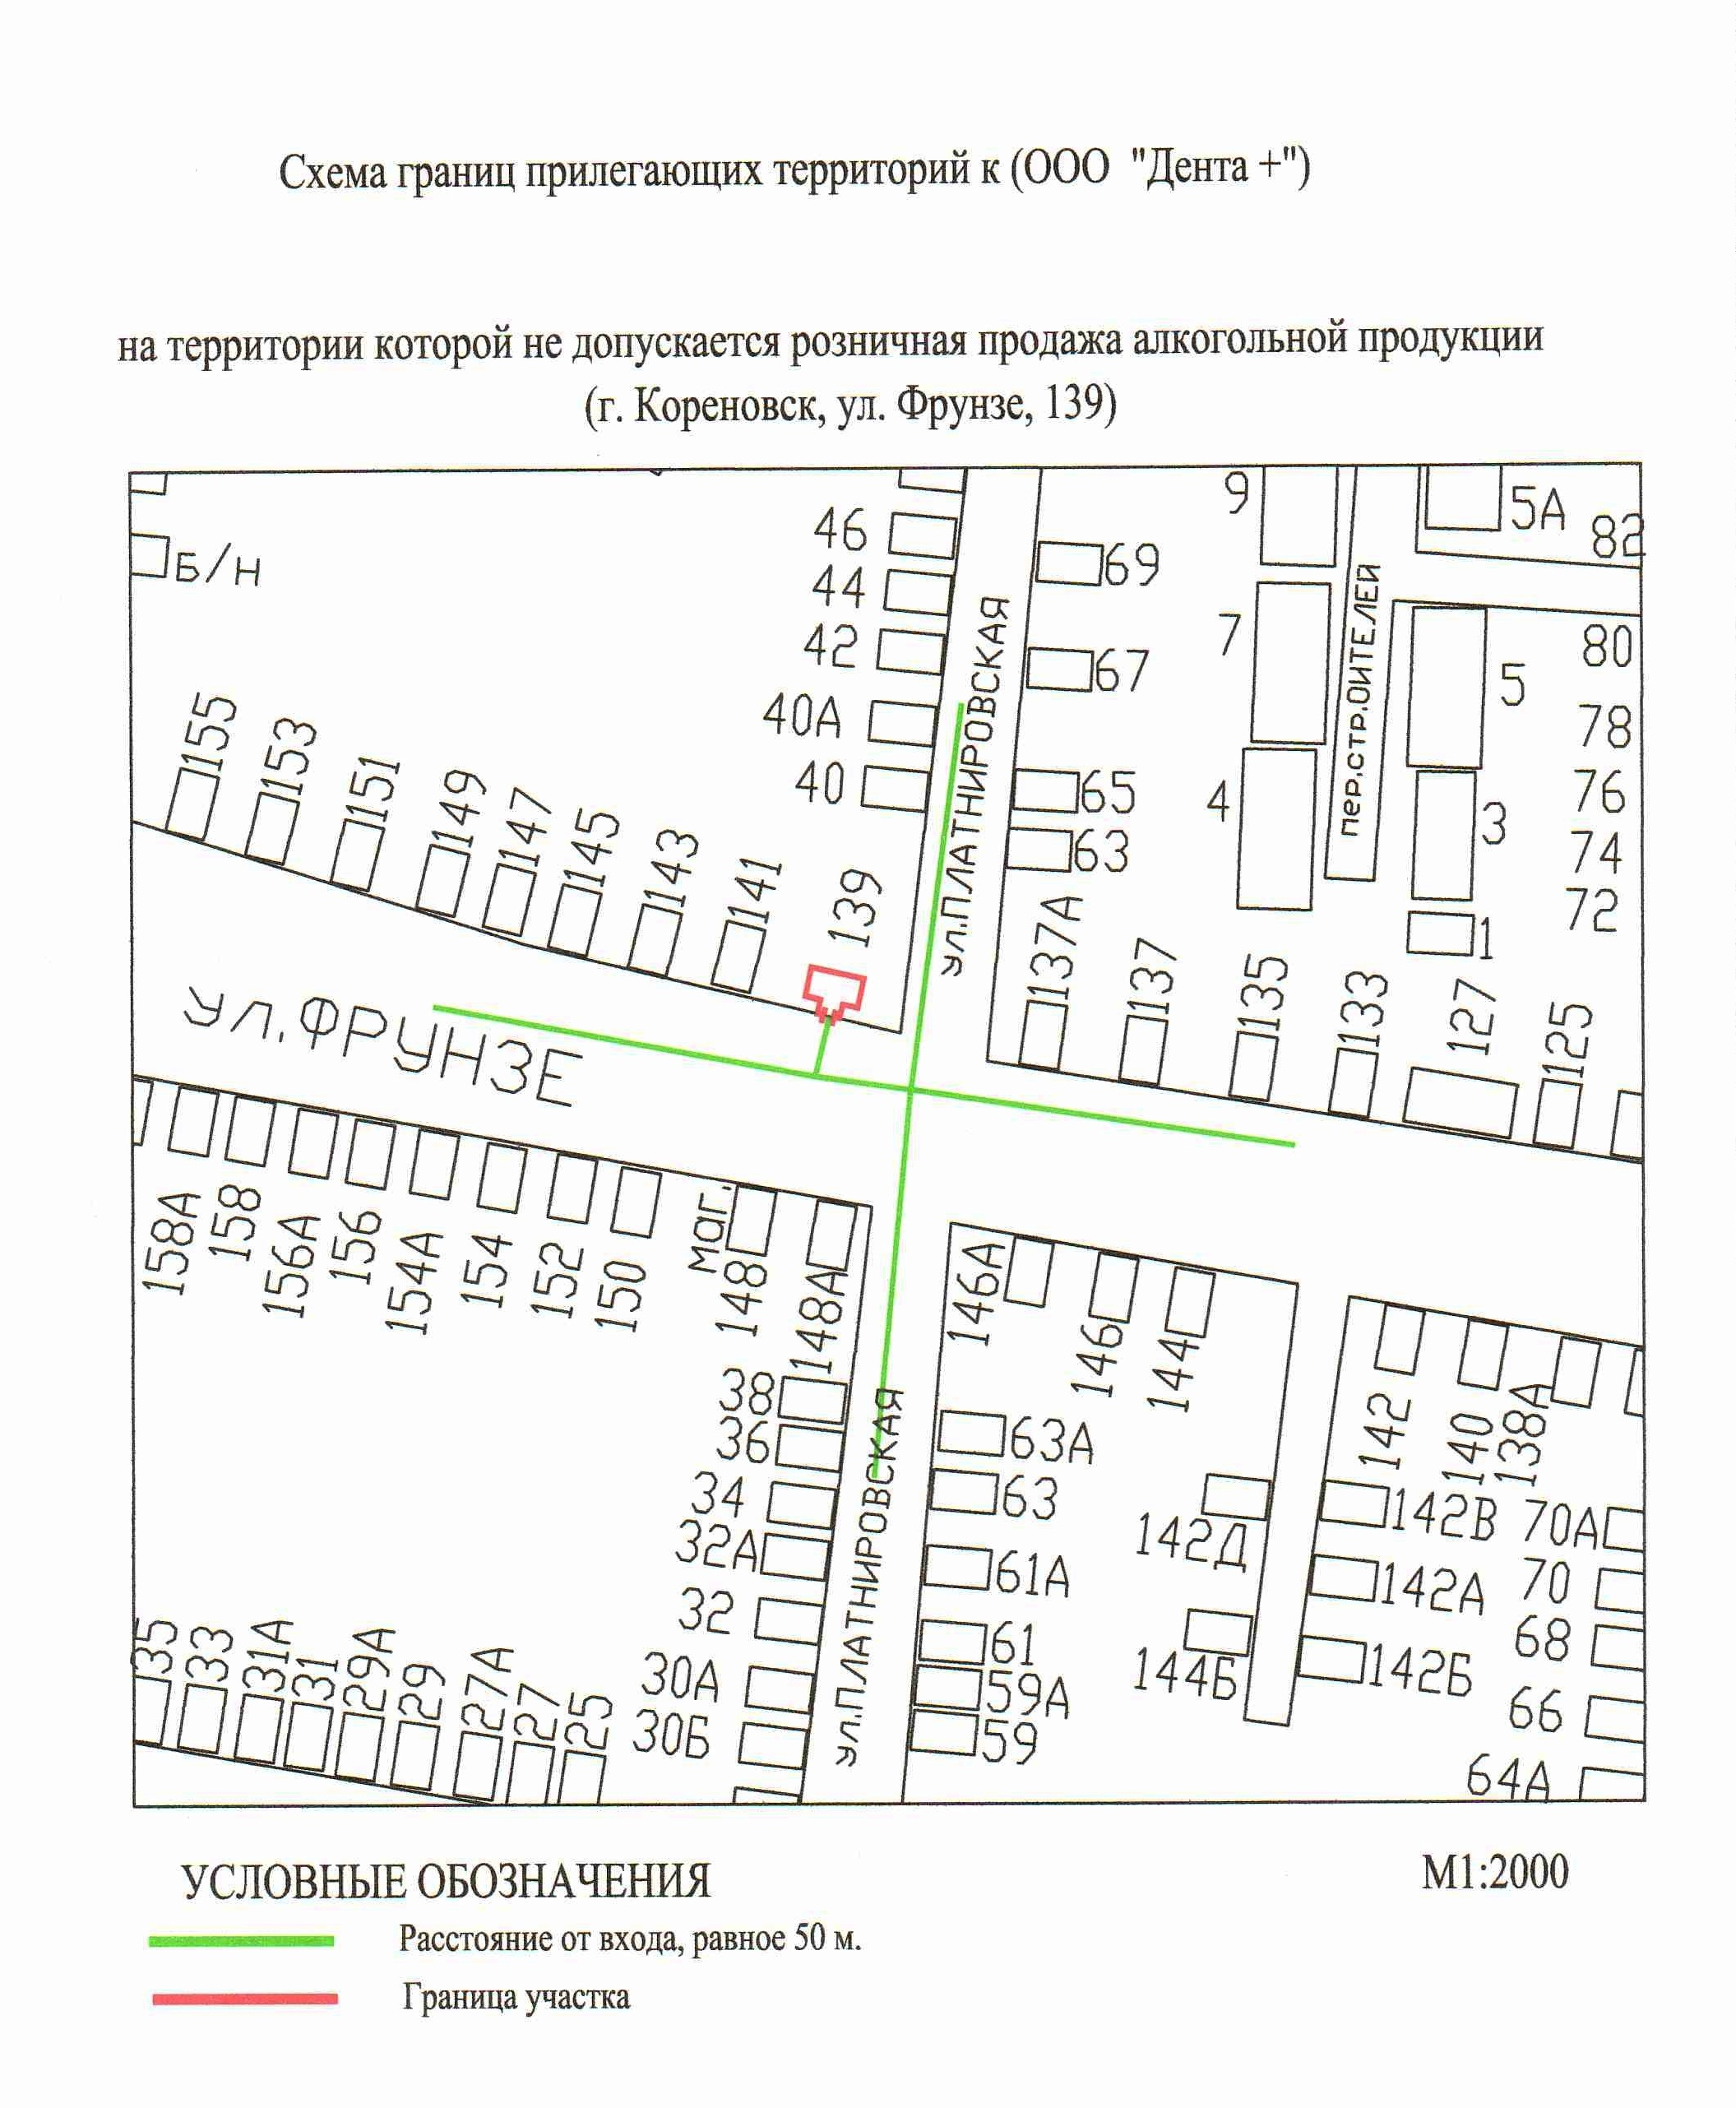 Схема границ прилегающих территорий к (ООО "Дента +")
на территории которой не допускается розничная продажа алкогольной продукции
(г. Кореновск, ул. Фрунзе, 139)
Б/Н
46
44
42
40А
40
69
67
65
63
9
7
4
5А
82
80
5
78
76
3
74
72
1
пер.стр.ОИТЕЛЕЙ
ул.ПЛАТНИРОВСКАЯ
155
153
151
149
147
145
143
141
139
137А
137
135
133
127
125
ул.ФРУНЗЕ
158А
158
156А
156
154А
154
152
150
маг.
148
148А
146А
146
144
142
140
138А
38
36
34
32А
32
30А
30Б
ул.ПЛАТНИРОВСКАЯ
63А
63
61А
61
59А
59
142Д
144Б
142В
142А
142Б
70А
70
68
66
64А
35
33
31А
31
29А
29
27А
27
25
УСЛОВНЫЕ ОБОЗНАЧЕНИЯ
М1:2000
Расстояние от входа, равное 50 м.
Граница участка